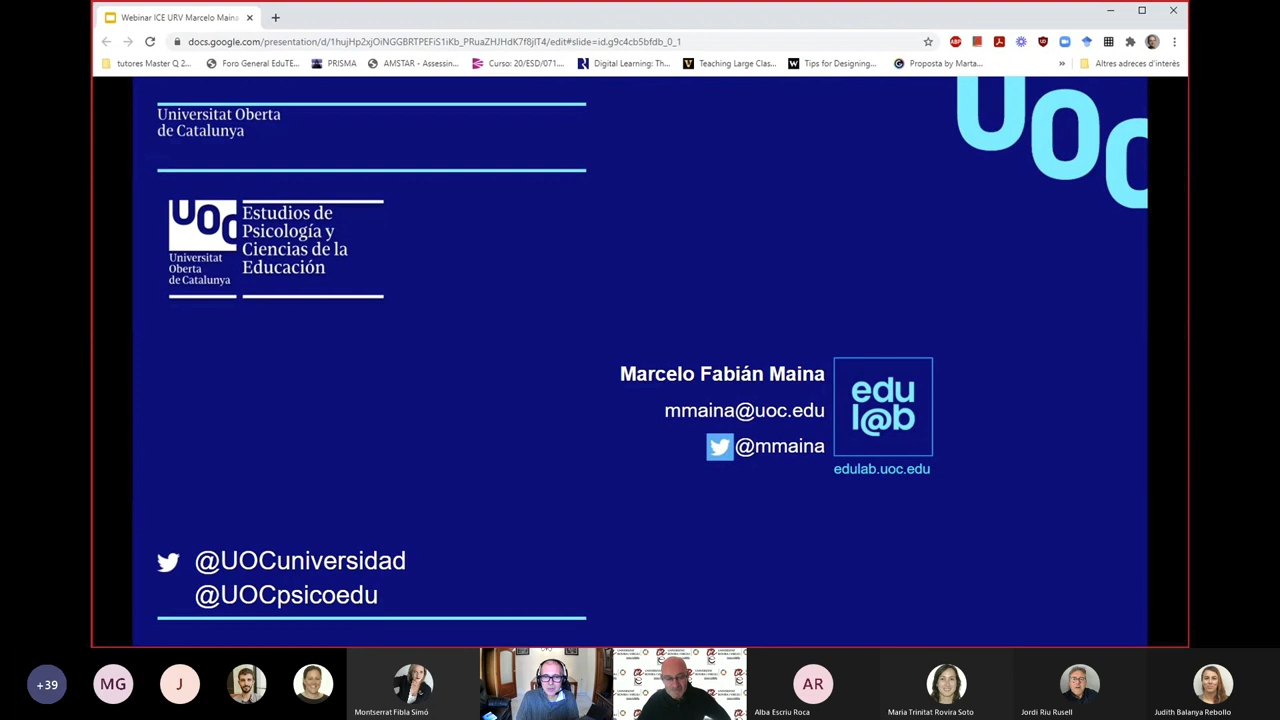 Webinar ICE URV Marcelo Maina
docs.google.com/presentation/d/1hujHp2xjOiNGGBRTPEFiS1iKb_PRuaZHJHdK7f8jIT4/edit#slide=id.g9c4cb5bfdb_0_1
tutores Master Q 2...
Foro General EduTE...
PRISMA
AMSTAR - Assessin...
Curso: 20/ESD/071....
Digital Learning: Th...
Teaching Large Clas...
Tips for Designing...
Proposta by Marta...
»
Altres adreces d'interès
Universitat Oberta
de Catalunya
UOC
UOC
Universitat
Oberta
de Catalunya
Estudios de
Psicología y
Ciencias de la
Educación
Marcelo Fabián Maina
mmaina@uoc.edu
@mmaina
edu
l@b
edulab.uoc.edu
@UOCuniversidad
@UOCpsicoedu
+39
MG
J
Montserrat Fibla Simó
AR
Alba Escriu Roca
Maria Trinitat Rovira Soto
Jordi Riu Rusell
Judith Balanya Rebollo